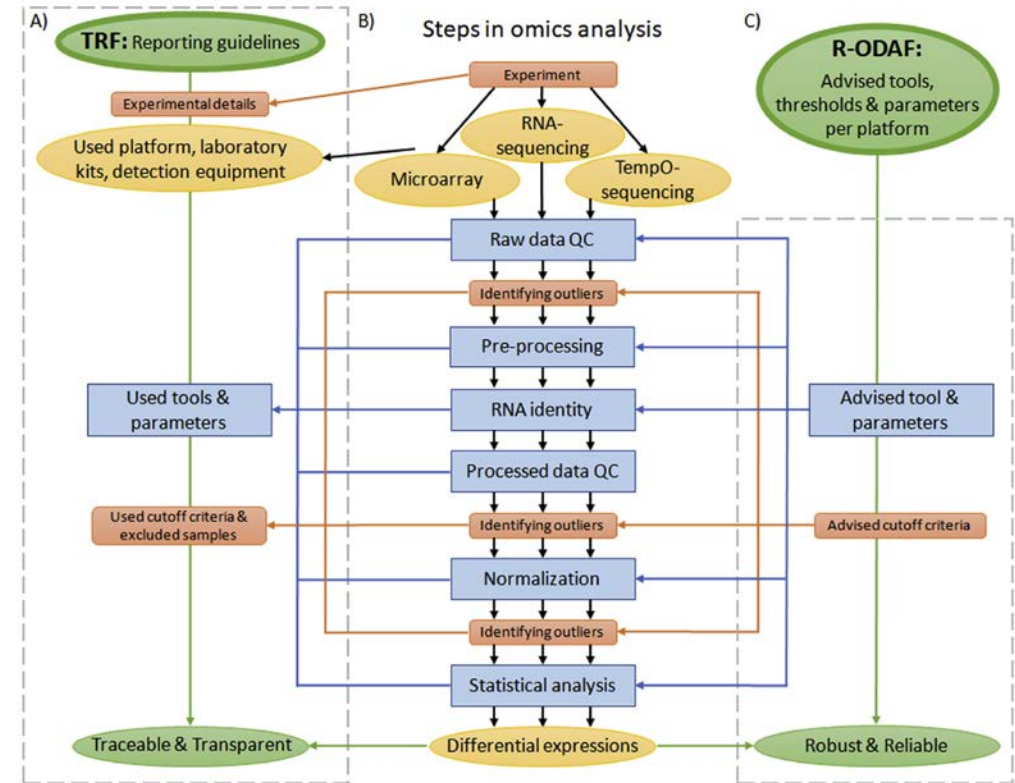 A)
TRF: Reporting guidelines
Experimental details
Used platform, laboratory
kits, detection equipment
Used tools &
parameters
Used cutoff criteria &
excluded samples
Traceable & Transparent
B)
Steps in omics analysis
Experiment
RNA-
sequencing
Microarray
TempO-
sequencing
Raw data QC
Identifying outliers
Pre-processing
RNA identity
Processed data QC
Identifying outliers
Normalization
Identifying outliers
Statistical analysis
Differential expressions
C)
R-ODAF:
Advised tools,
thresholds & parameters
per platform
Advised tool &
parameters
Advised cutoff criteria
Robust & Reliable